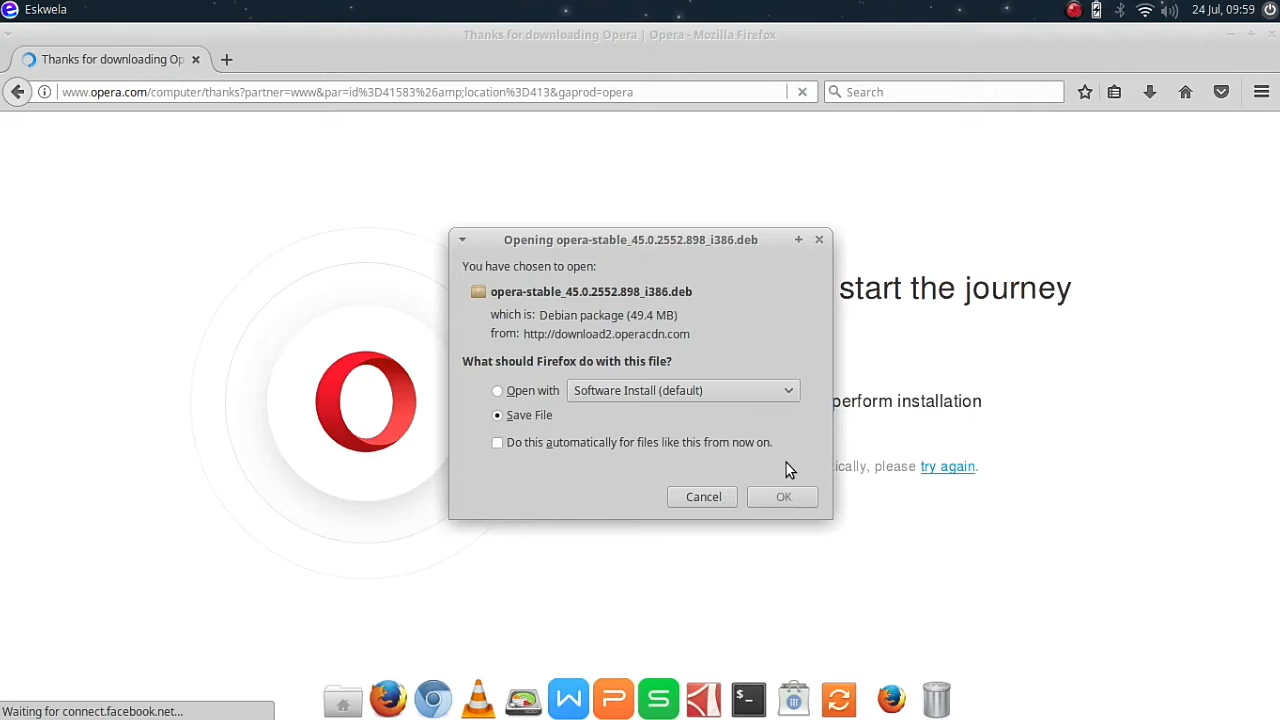 Eskwela
24 Jul, 09:59
Thanks for downloading Opera | Opera - Mozilla Firefox
Thanks for downloading Op
www.opera.com/computer/thanks?partner=www&par=id%3D41583%26amp;location%3D413&gaprod=opera
Search
Opening opera-stable_45.0.2552.898_i386.deb
You have chosen to open:
opera-stable_45.0.2552.898_i386.deb
which is: Debian package (49.4 MB)
from: http://download2.operacdn.com
What should Firefox do with this file?
Open with Software Install (default)
Save File
Do this automatically for files like this from now on.
Cancel OK
start the journey
perform installation
ically, please try again.
W P S
$_
Waiting for connect.facebook.net...